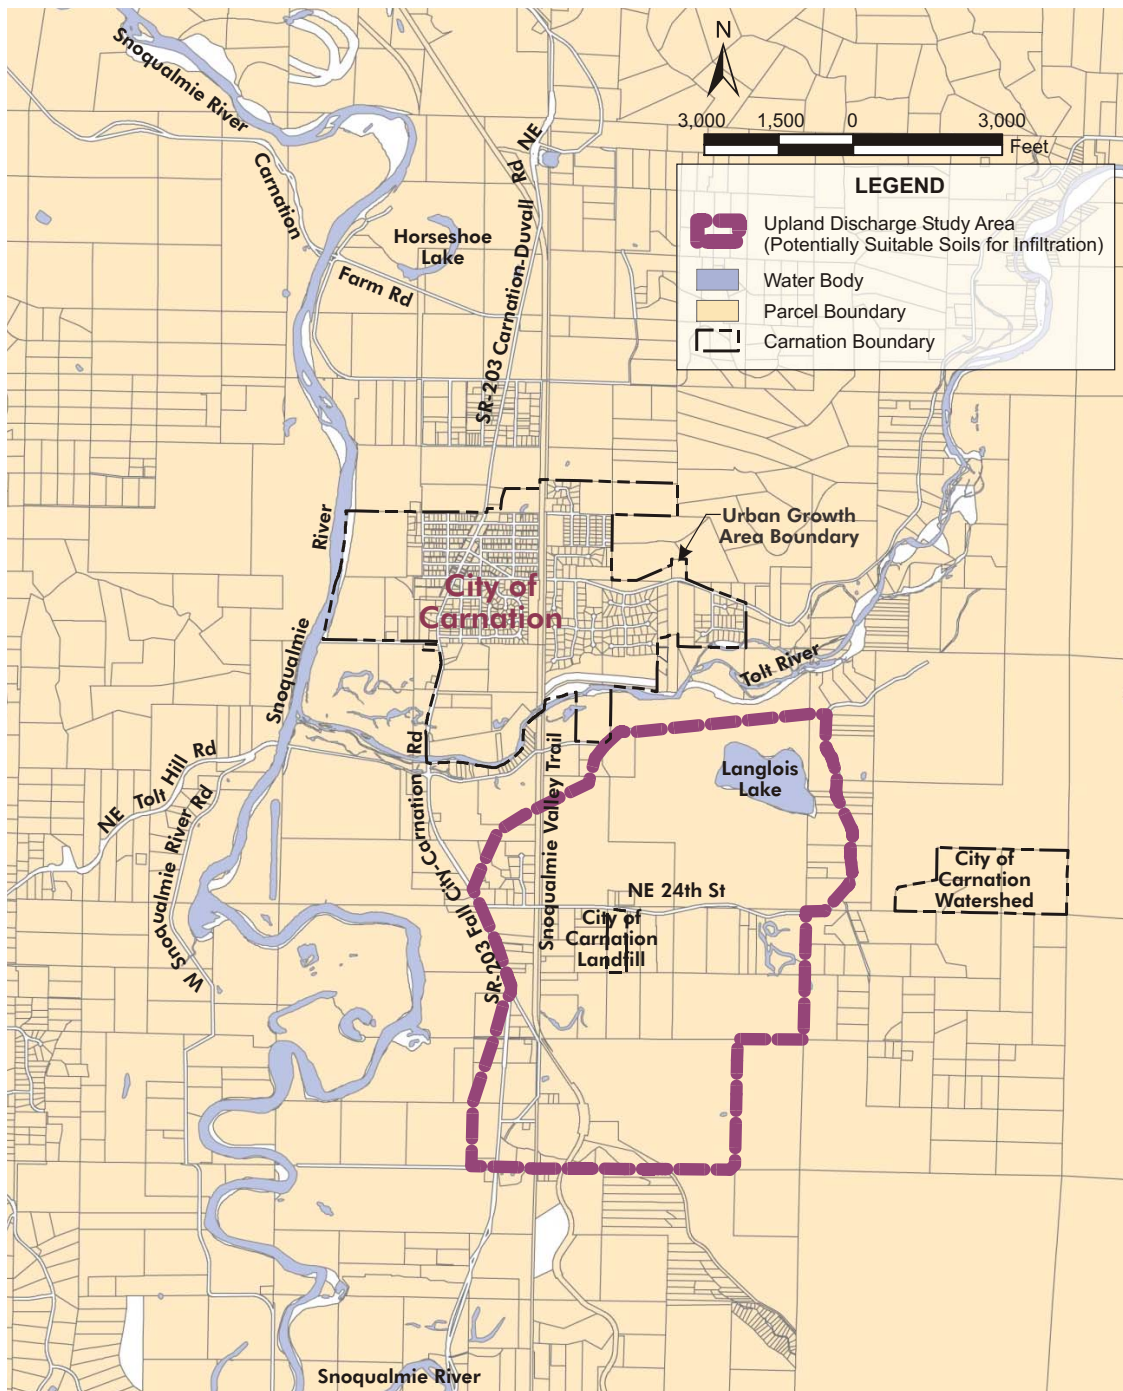 Snoqualmie River
N
3,000 1,500 0 3,000
Feet
LEGEND
Upland Discharge Study Area
(Potentially Suitable Soils for Infiltration)
Water Body
Parcel Boundary
Carnation Boundary
Carnation
Farm Rd
Horseshoe
Lake
SR-203 Carnation-Duvall Rd NE
Urban Growth
Area Boundary
City of
Carnation
Snoqualmie River
Tolt River
NE Tolt Hill Rd
W Snoqualmie River Rd
SR-203 Fall City-Carnation Rd
Snoqualmie Valley Trail
Langlois
Lake
NE 24th St
City of
Carnation
Landfill
City of
Carnation
Watershed
Snoqualmie River